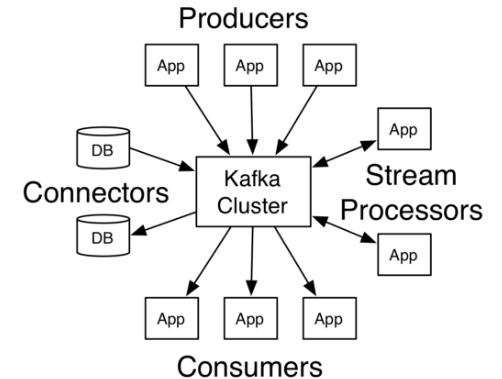 Producers
App
App
App
DB
App
Connectors
Kafka
Cluster
Stream
Processors
DB
App
App
App
App
Consumers